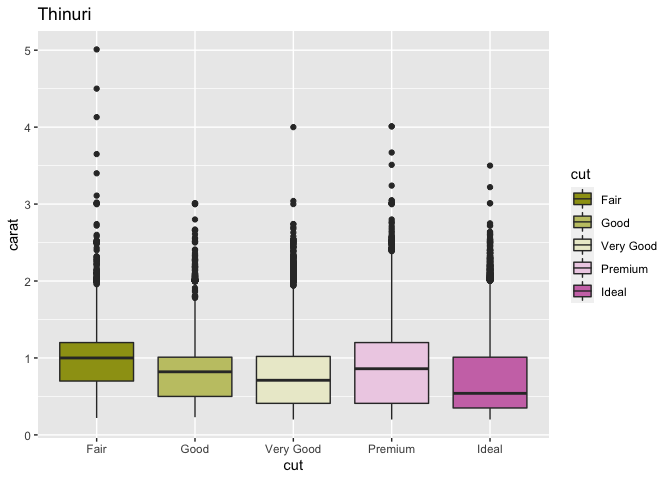 Thinuri
carat
5
4
3
2
1
0
Fair
Good
Very Good
Premium
Ideal
cut
cut
Fair
Good
Very Good
Premium
Ideal